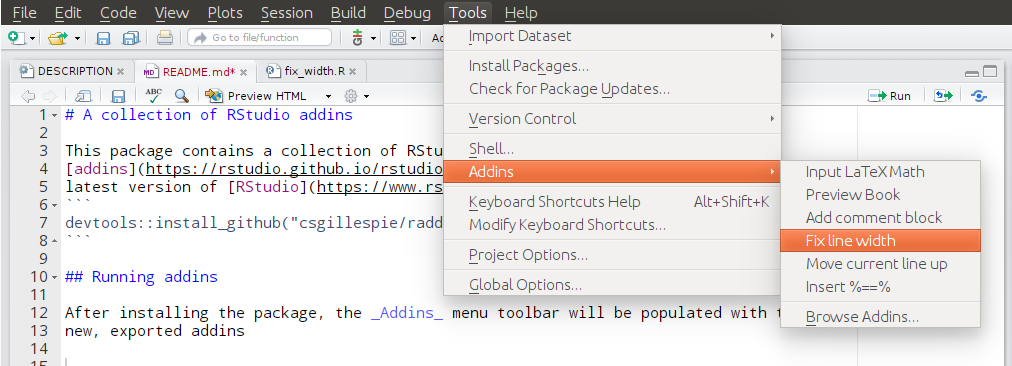 File Edit Code View Plots Session Build Debug Tools Help
Go to file/function
DESCRIPTION
README.md*
fix_width.R
ABC
Preview HTML
Run
1 # A collection of RStudio addins
2
3 This package contains a collection of RStu
4 [addins](https://rstudio.github.io/rstudio
5 latest version of [RStudio](https://www.rs
6 ```
7 devtools::install_github("csgillespie/radd
8 ```
9
10 ## Running addins
11
12 After installing the package, the _Addins_ menu toolbar will be populated with
13 new, exported addins
14
15
Import Dataset
Install Packages...
Check for Package Updates...
Version Control
Shell...
Addins
Keyboard Shortcuts Help Alt+Shift+K
Modify Keyboard Shortcuts...
Project Options...
Global Options...
Input LaTeX Math
Preview Book
Add comment block
Fix line width
Move current line up
Insert %==%
Browse Addins...